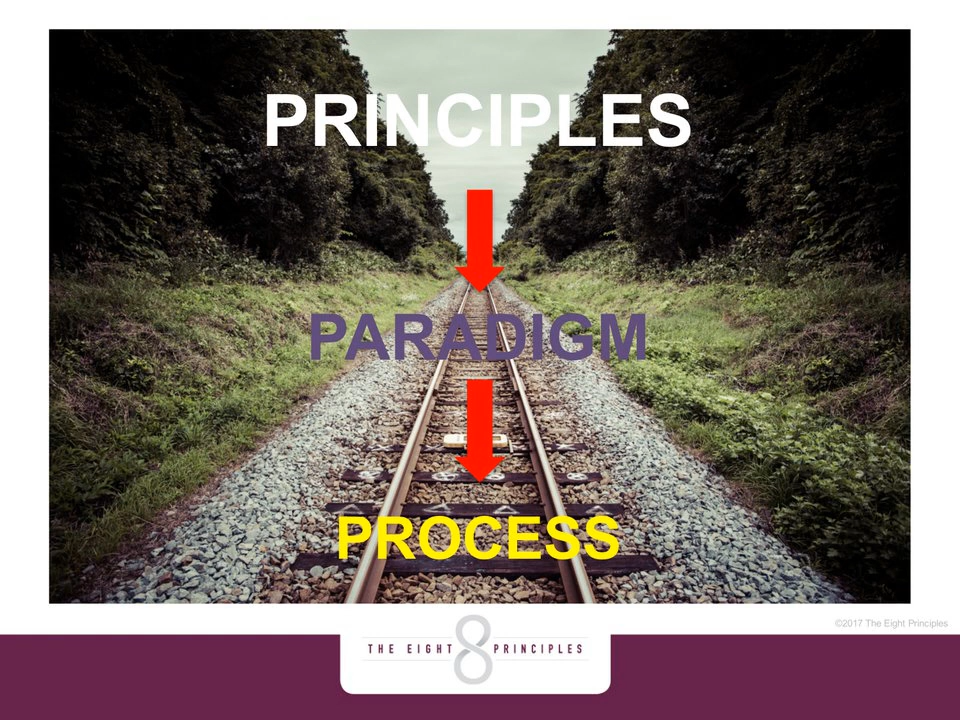 PRINCIPLES
PARADIGM
PROCESS
©2017 The Eight Principles
THE EIGHT 8 PRINCIPLES